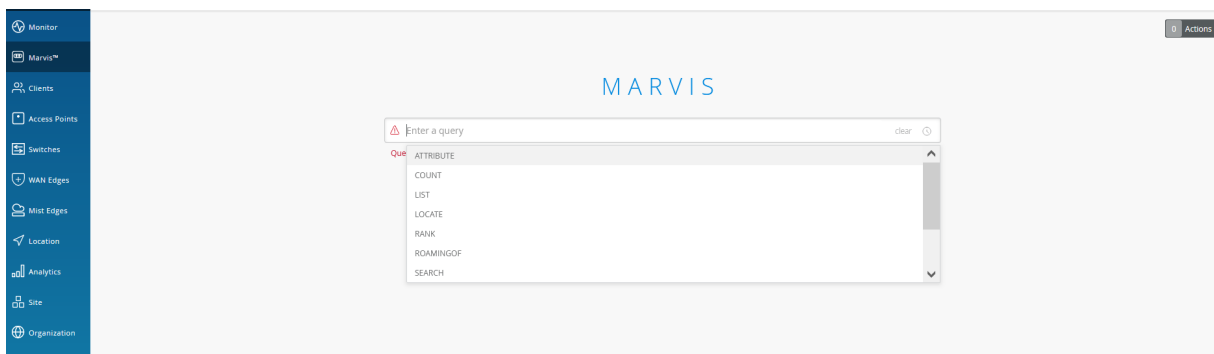 Monitor
0 Actions
Marvis™
Clients
Access Points
Switches
WAN Edges
Mist Edges
Location
Analytics
Site
Organization
MARVIS
Enter a query
clear
Que
ATTRIBUTE
COUNT
LIST
LOCATE
RANK
ROAMINGOF
SEARCH